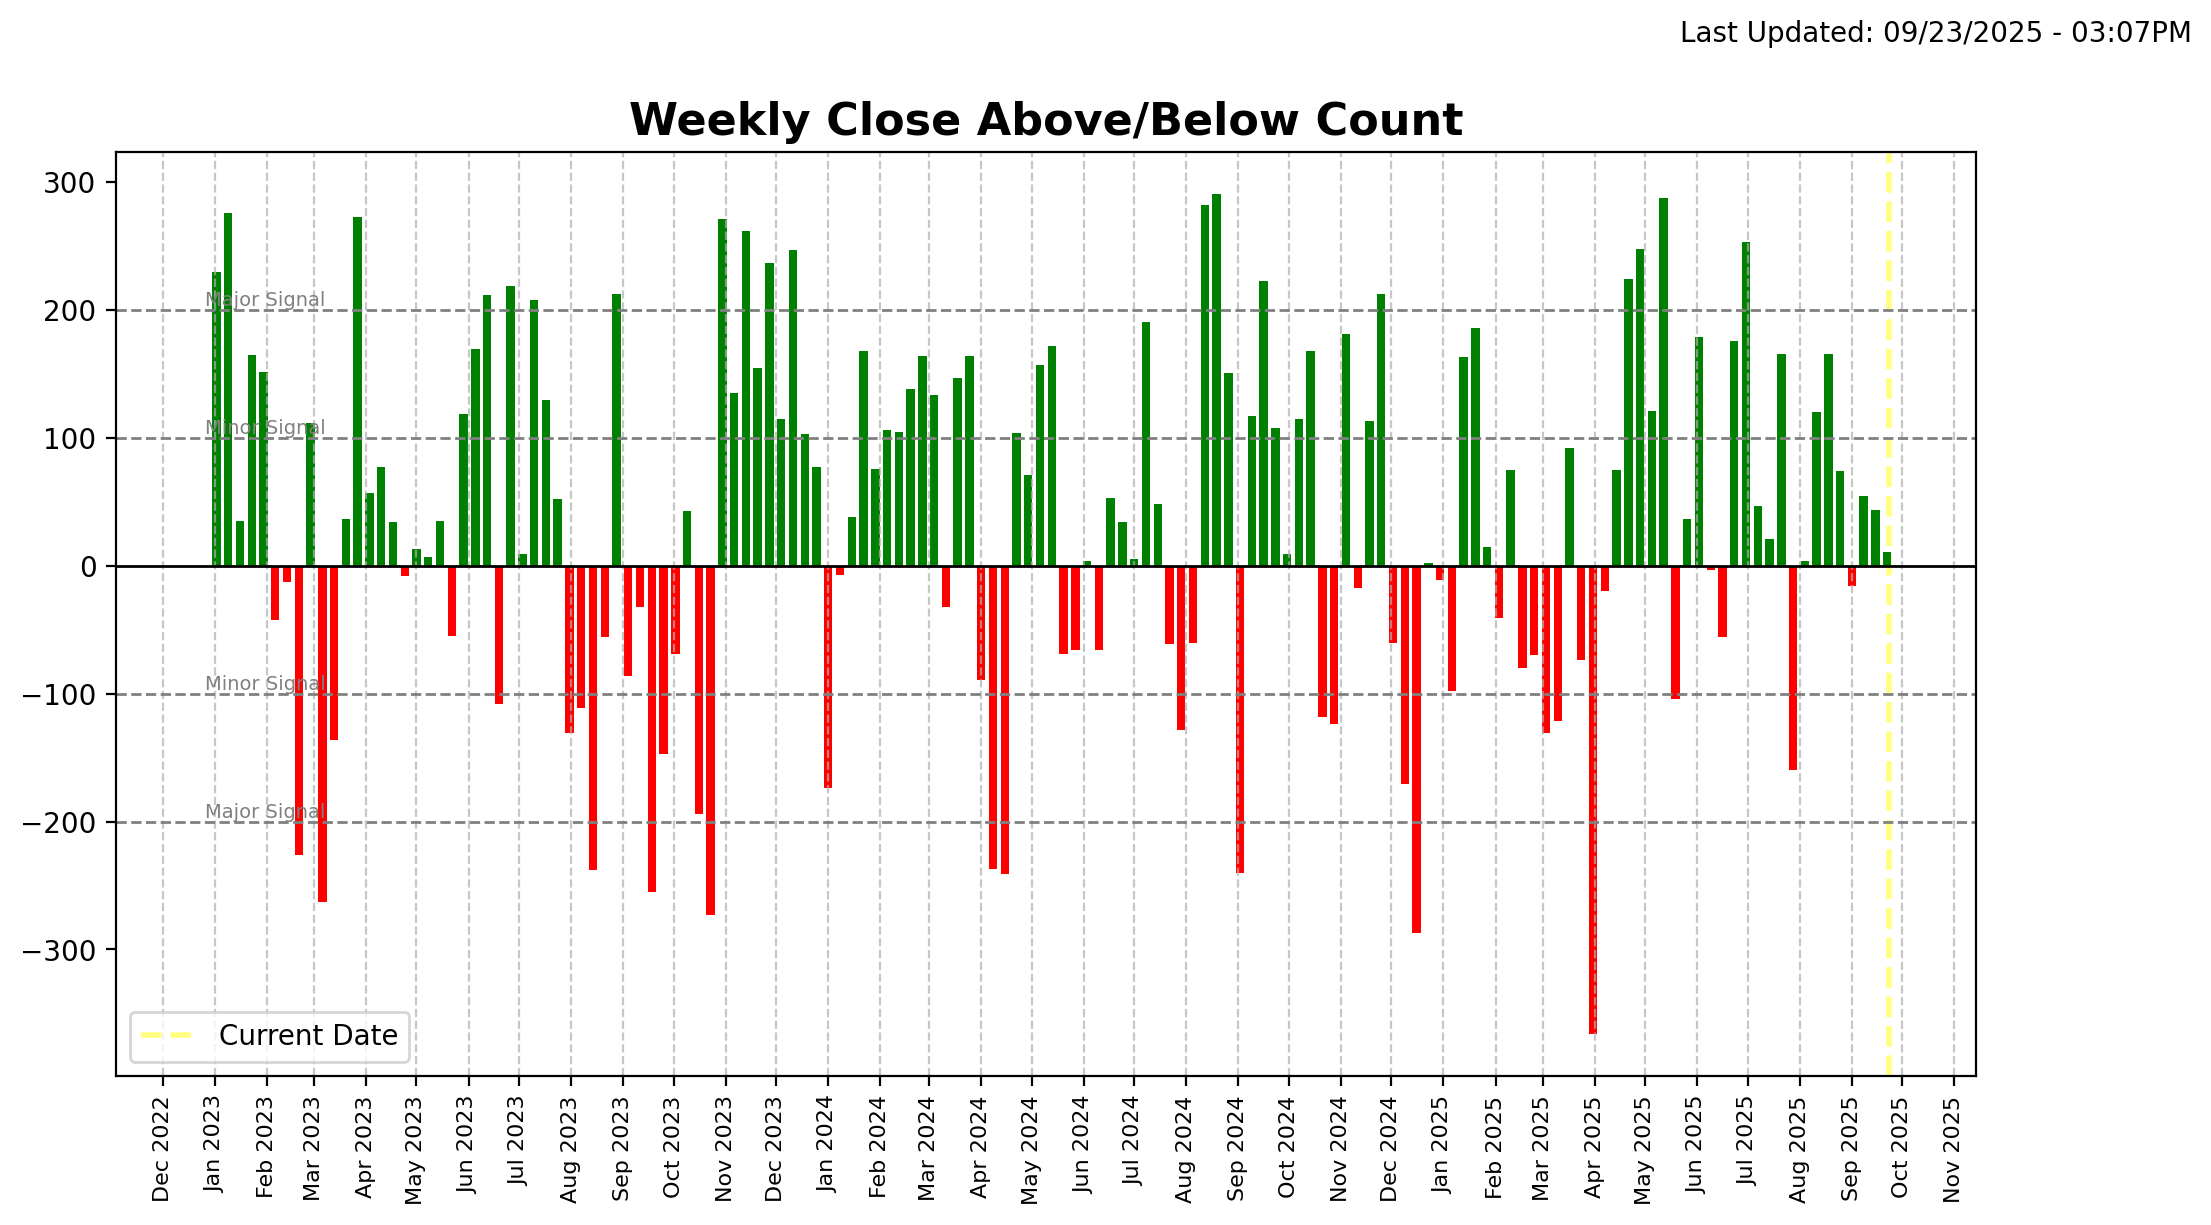 Last Updated: 09/23/2025 - 03:07PM
Weekly Close Above/Below Count
300
200
100
0
−100
−200
−300
Major Signal
Minor Signal
Minor Signal
Major Signal
Current Date
Dec 2022
Jan 2023
Feb 2023
Mar 2023
Apr 2023
May 2023
Jun 2023
Jul 2023
Aug 2023
Sep 2023
Oct 2023
Nov 2023
Dec 2023
Jan 2024
Feb 2024
Mar 2024
Apr 2024
May 2024
Jun 2024
Jul 2024
Aug 2024
Sep 2024
Oct 2024
Nov 2024
Dec 2024
Jan 2025
Feb 2025
Mar 2025
Apr 2025
May 2025
Jun 2025
Jul 2025
Aug 2025
Sep 2025
Oct 2025
Nov 2025